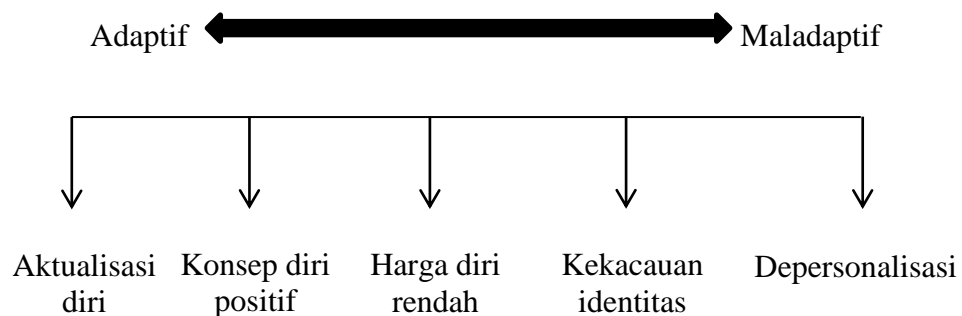 Adaptif
Maladaptif
Aktualisasi
diri
Konsep diri
positif
Harga diri
rendah
Kekacauan
identitas
Depersonalisasi